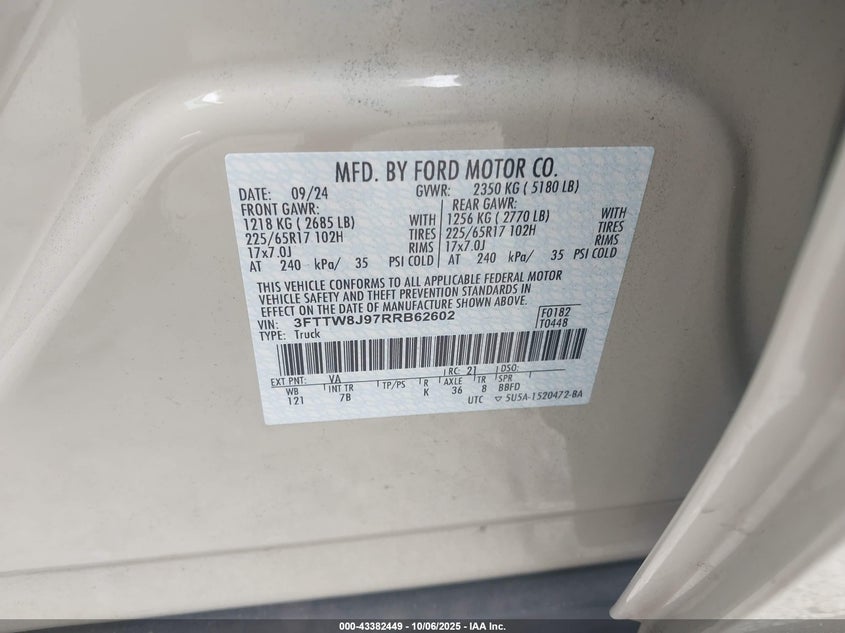 MFD. BY FORD MOTOR CO.
DATE: 09/24 GVWR: 2350 KG ( 5180 LB)
FRONT GAWR: REAR GAWR:
1218 KG ( 2685 LB) WITH 1256 KG ( 2770 LB) WITH
225/65R17 102H TIRES 225/65R17 102H TIRES
17x7.0J RIMS 17x7.0J RIMS
AT 240 kPa/ 35 PSI COLD AT 240 kPa/ 35 PSI COLD
THIS VEHICLE CONFORMS TO ALL APPLICABLE FEDERAL MOTOR
VEHICLE SAFETY AND THEFT PREVENTION STANDARDS IN
EFFECT ON THE DATE OF MANUFACTURE SHOWN ABOVE.
VIN: 3FTTW8J97RRB62602 F0182
TYPE: Truck T0448
EXT PNT: VA RC: 21 DSO:
WB INT TR TP/PS R AXLE TR SPR
121 7B K 36 8 BBFD
UTC ▽ 5U5A-1520472-BA
000-43382449 | 10/06/2025 - IAA Inc.